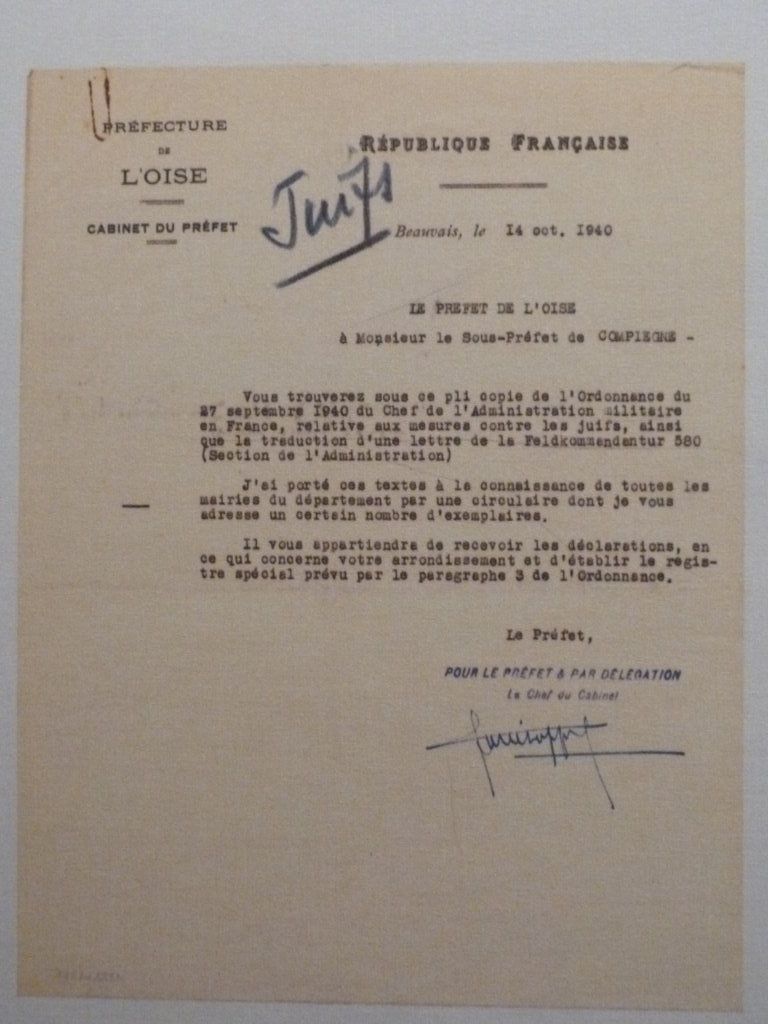 PRÉFECTURE
DE
L'OISE
CABINET DU PRÉFET
RÉPUBLIQUE FRANÇAISE
Juifs
Beauvais, le 14 oct. 1940
LE PREFET DE L'OISE
à Monsieur le Sous-Préfet de COMPIEGNE -
Vous trouverez sous ce pli copie de l'Ordonnance du
27 septembre 1940 du Chef de l'Administration militaire
en France, relative aux mesures contre les juifs, ainsi
que la traduction d'une lettre de la Feldkommandantur 580
(Section de l'Administration)
J'ai porté ces textes à la connaissance de toutes les
mairies du département par une circulaire dont je vous
adresse un certain nombre d'exemplaires.
Il vous appartiendra de recevoir les déclarations, en
ce qui concerne votre arrondissement et d'établir le regis-
tre spécial prévu par le paragraphe 3 de l'Ordonnance.
Le Préfet,
POUR LE PRÉFET & PAR DÉLÉGATION
Le Chef du Cabinet